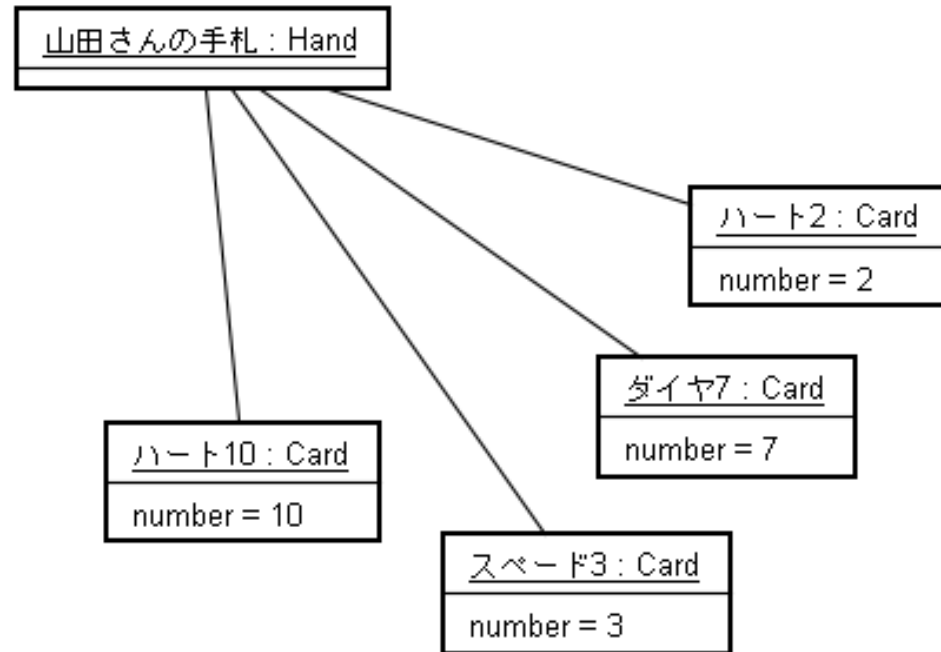 山田さんの手札 : Hand
ハート2 : Card
number = 2
ダイヤ7 : Card
number = 7
ハート10 : Card
number = 10
スペード3 : Card
number = 3